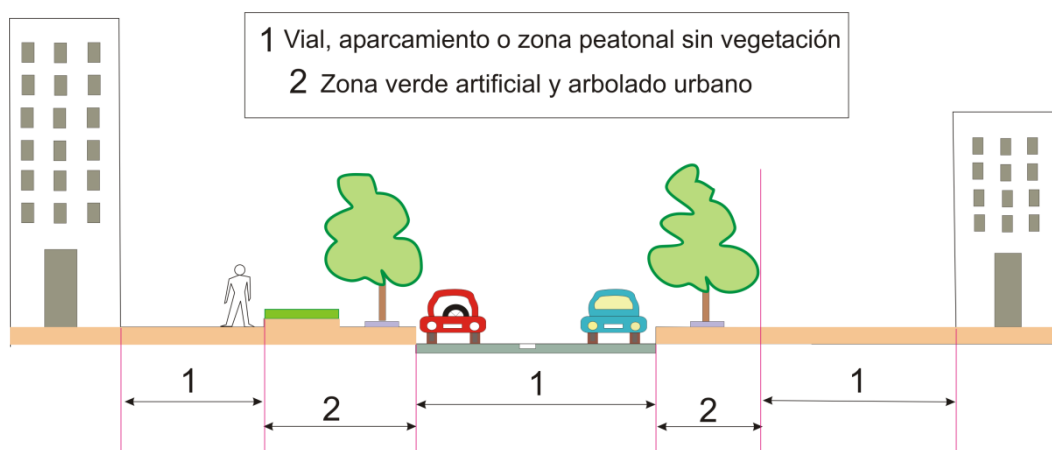 1 Vial, aparcamiento o zona peatonal sin vegetación
2 Zona verde artificial y arbolado urbano
1
2
1
2
1